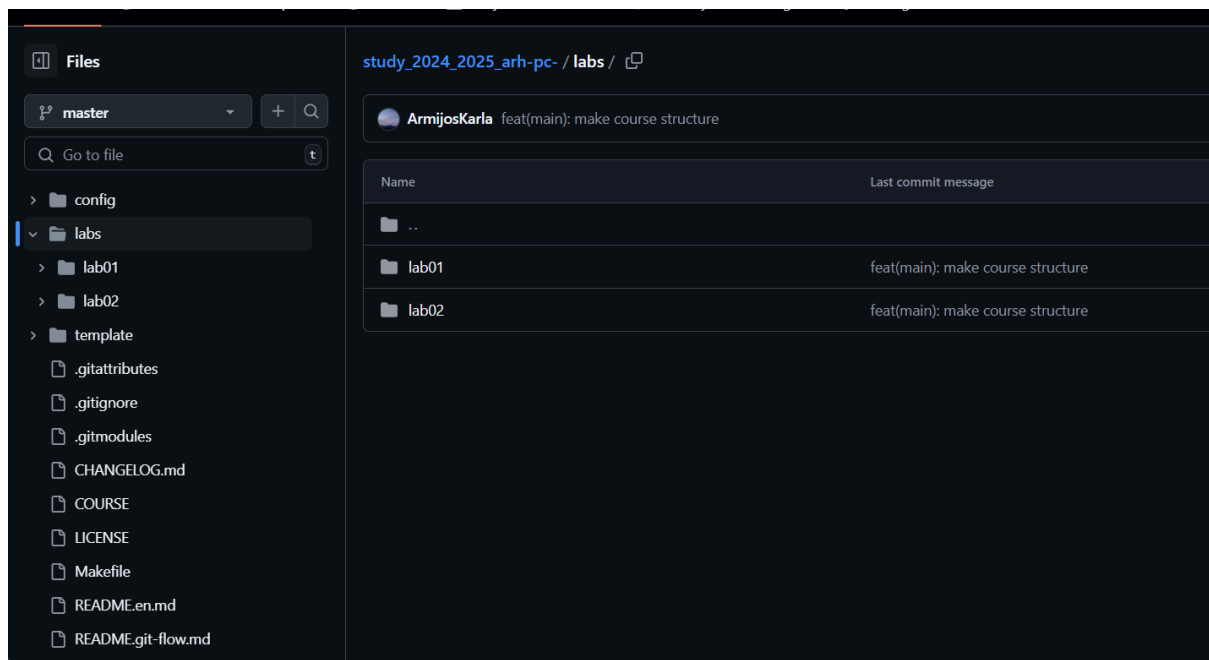 Files
master
Go to file
t
config
labs
lab01
lab02
template
.gitattributes
.gitignore
.gitmodules
CHANGELOG.md
COURSE
LICENSE
Makefile
README.en.md
README.git-flow.md
study_2024_2025_arh-pc- / labs /
ArmijosKarla feat(main): make course structure
Name Last commit message
..
lab01 feat(main): make course structure
lab02 feat(main): make course structure